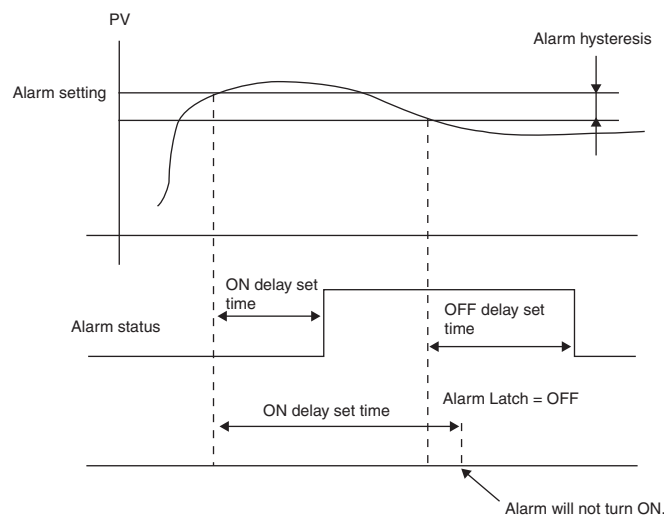 PV
Alarm hysteresis
Alarm setting
ON delay set
time
OFF delay set
time
Alarm status
Alarm Latch = OFF
ON delay set time
Alarm will not turn ON.